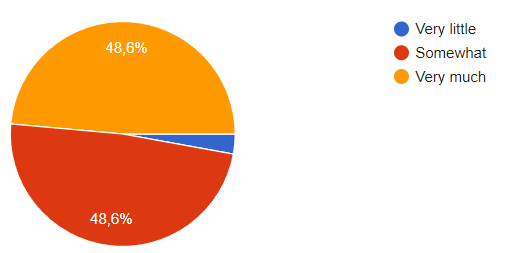 48,6%
48,6%
Very little
Somewhat
Very much